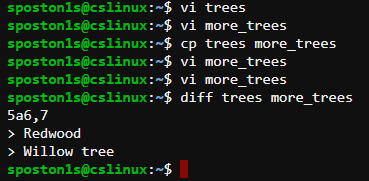 sposton1s@cslinux:~$ vi trees
sposton1s@cslinux:~$ vi more_trees
sposton1s@cslinux:~$ cp trees more_trees
sposton1s@cslinux:~$ vi more_trees
sposton1s@cslinux:~$ vi more_trees
sposton1s@cslinux:~$ diff trees more_trees
5a6,7
> Redwood
> Willow tree
sposton1s@cslinux:~$